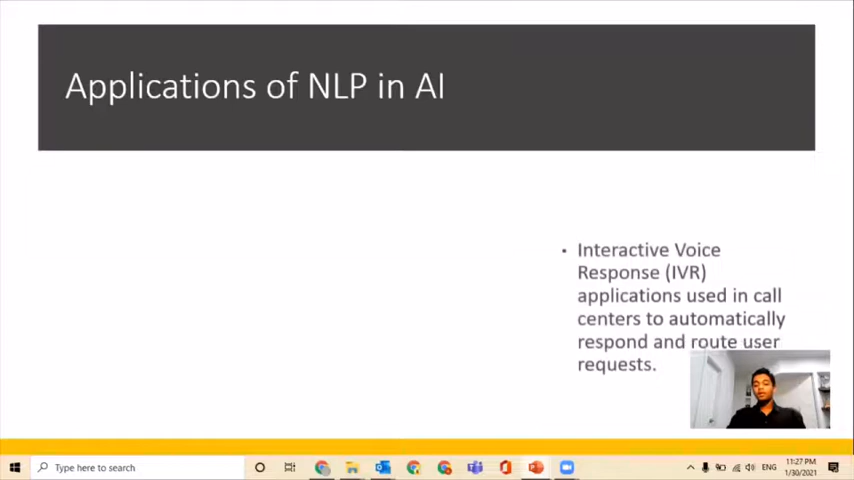 Applications of NLP in AI
▪ Interactive Voice
Response (IVR)
applications used in call
centers to automatically
respond and route user
requests.
Type here to search
ENG
11:27 PM
1/30/2021